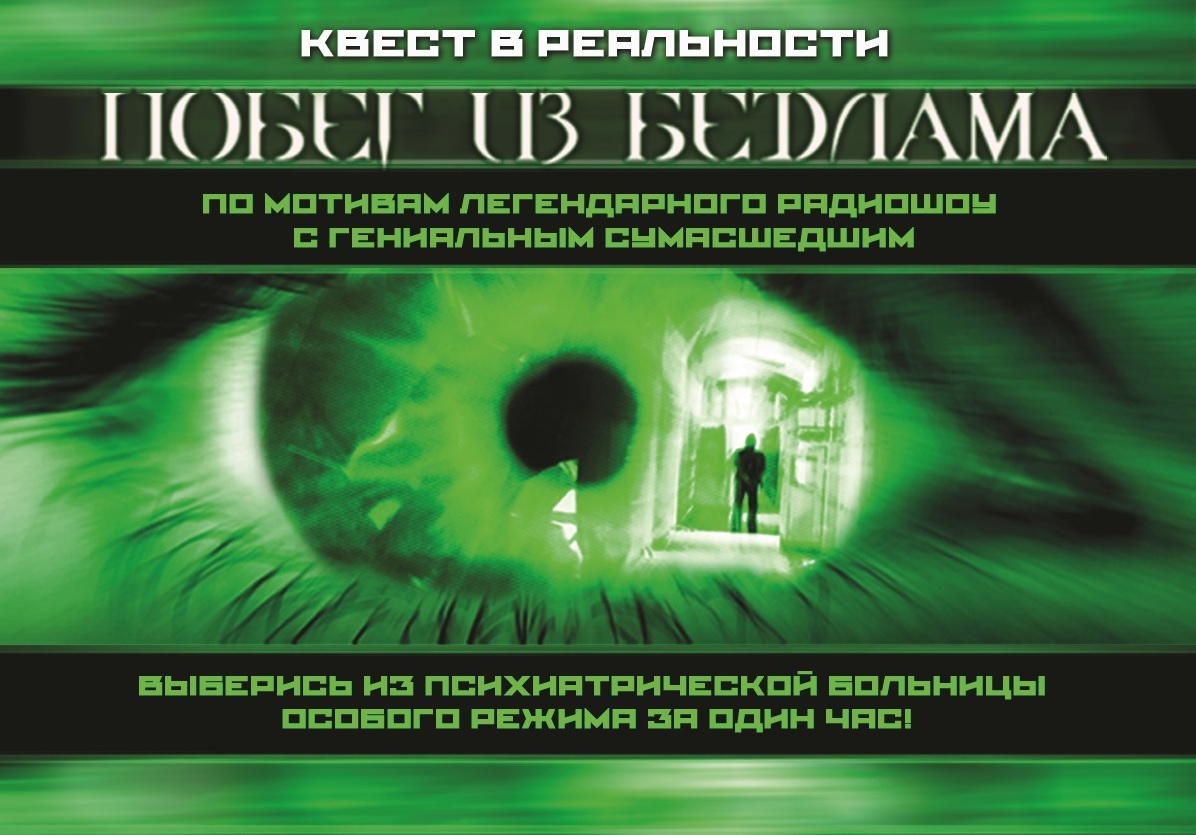 КВЕСТ В РЕАЛЬНОСТИ
ПОБЕГ ИЗ БЕДЛАМА
ПО МОТИВАМ ЛЕГЕНДАРНОГО РАДИОШОУ
С ГЕНИАЛЬНЫМ СУМАСШЕДШИМ
ВЫБЕРИСЬ ИЗ ПСИХИАТРИЧЕСКОЙ БОЛЬНИЦЫ
ОСОБОГО РЕЖИМА ЗА ОДИН ЧАС!